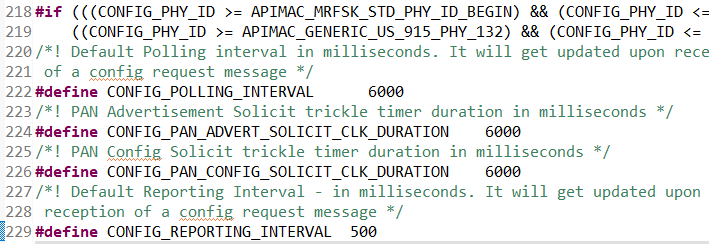 218 #if (((CONFIG_PHY_ID >= APIMAC_MRFSK_STD_PHY_ID_BEGIN) && (CONFIG_PHY_ID <=
219 ((CONFIG_PHY_ID >= APIMAC_GENERIC_US_915_PHY_132) && (CONFIG_PHY_ID <=
220 /*! Default Polling interval in milliseconds. It will get updated upon rece
221 of a config request message */
222 #define CONFIG_POLLING_INTERVAL 6000
223 /*! PAN Advertisement Solicit trickle timer duration in milliseconds */
224 #define CONFIG_PAN_ADVERT_SOLICIT_CLK_DURATION 6000
225 /*! PAN Config Solicit trickle timer duration in milliseconds */
226 #define CONFIG_PAN_CONFIG_SOLICIT_CLK_DURATION 6000
227 /*! Default Reporting Interval - in milliseconds. It will get updated upon
228 reception of a config request message */
229 #define CONFIG_REPORTING_INTERVAL 500